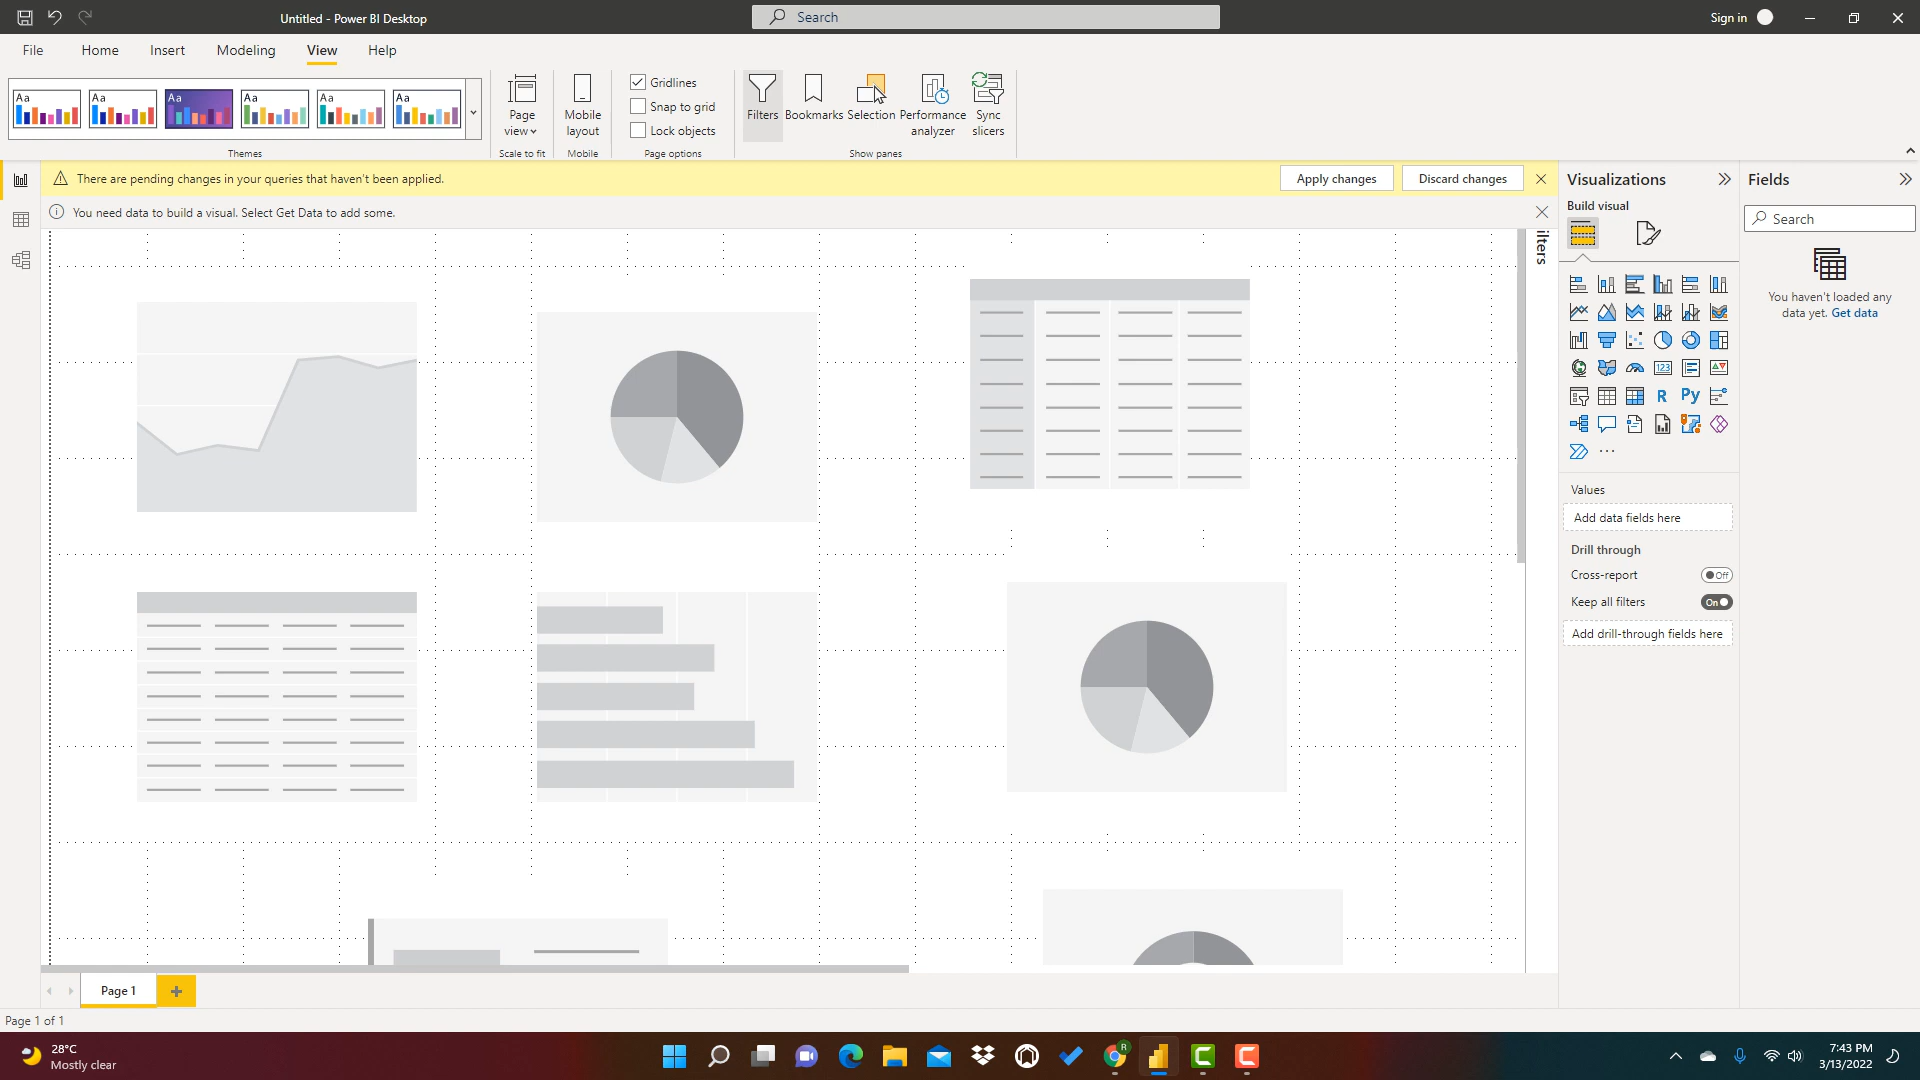 Untitled - Power BI Desktop
Search
Sign in
File Home Insert Modeling View Help
Aa Aa Aa Aa Aa Aa
Themes
Page view
Scale to fit
Mobile layout
Mobile
Gridlines
Snap to grid
Lock objects
Page options
Filters
Bookmarks
Selection
Performance analyzer
Sync slicers
Show panes
There are pending changes in your queries that haven't been applied.
Apply changes
Discard changes
You need data to build a visual. Select Get Data to add some.
Visualizations
Build visual
123
R
Py
Values
Add data fields here
Drill through
Cross-report
Off
Keep all filters
On
Add drill-through fields here
Fields
Search
You haven't loaded any
data yet. Get data
ilters
Page 1
Page 1 of 1
28°C
Mostly clear
R
7:43 PM
3/13/2022